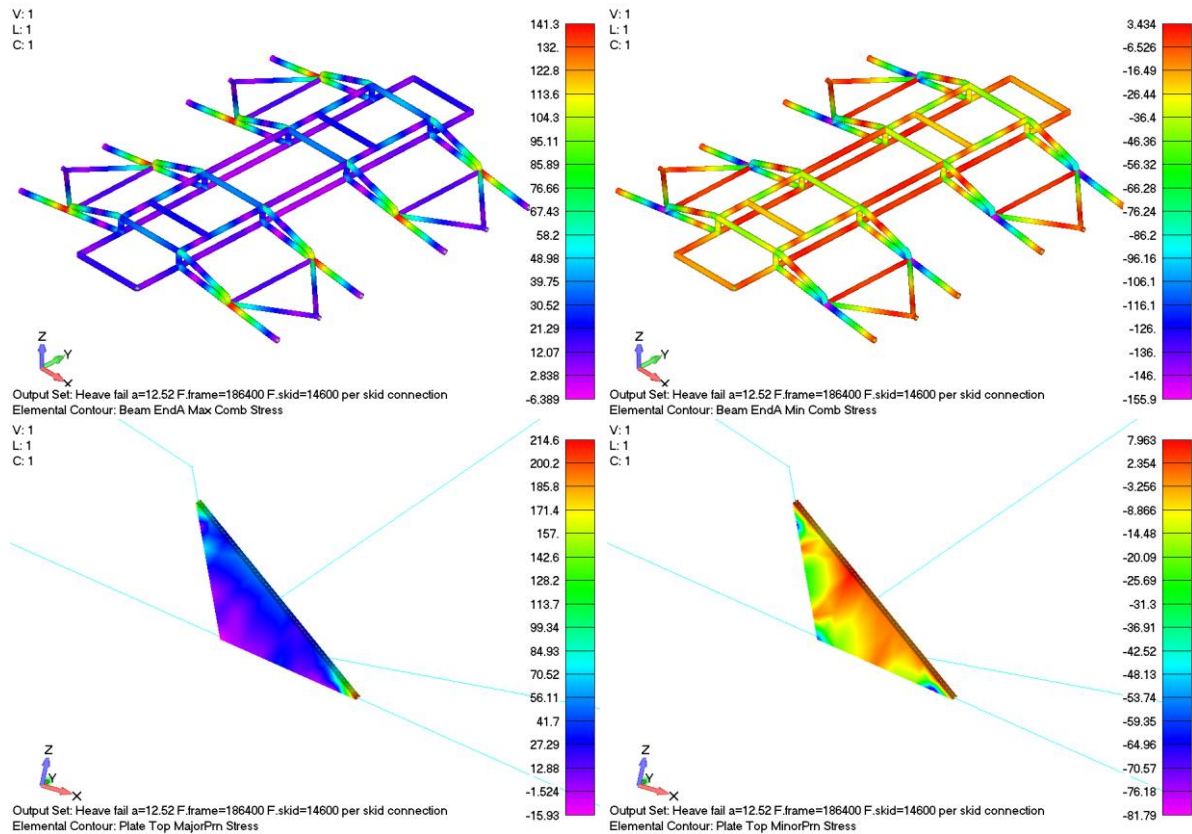 V: 1
L: 1
C: 1
141.3
132.
122.8
113.6
104.3
95.11
85.89
76.66
67.43
58.2
48.98
39.75
30.52
21.29
12.07
2.838
-6.389
Z
Y
X
Output Set: Heave fail a=12.52 F.frame=186400 F.skid=14600 per skid connection
Elemental Contour: Beam EndA Max Comb Stress
V: 1
L: 1
C: 1
3.434
-6.526
-16.49
-26.44
-36.4
-46.36
-56.32
-66.28
-76.24
-86.2
-96.16
-106.1
-116.1
-126.
-136.
-146.
-155.9
Z
Y
X
Output Set: Heave fail a=12.52 F.frame=186400 F.skid=14600 per skid connection
Elemental Contour: Beam EndA Min Comb Stress
V: 1
L: 1
C: 1
214.6
200.2
185.8
171.4
157.
142.6
128.2
113.7
99.34
84.93
70.52
56.11
41.7
27.29
12.88
-1.524
-15.93
Z
Y
X
Output Set: Heave fail a=12.52 F.frame=186400 F.skid=14600 per skid connection
Elemental Contour: Plate Top MajorPrn Stress
V: 1
L: 1
C: 1
7.963
2.354
-3.256
-8.866
-14.48
-20.09
-25.69
-31.3
-36.91
-42.52
-48.13
-53.74
-59.35
-64.96
-70.57
-76.18
-81.79
Z
Y
X
Output Set: Heave fail a=12.52 F.frame=186400 F.skid=14600 per skid connection
Elemental Contour: Plate Top MinorPrn Stress